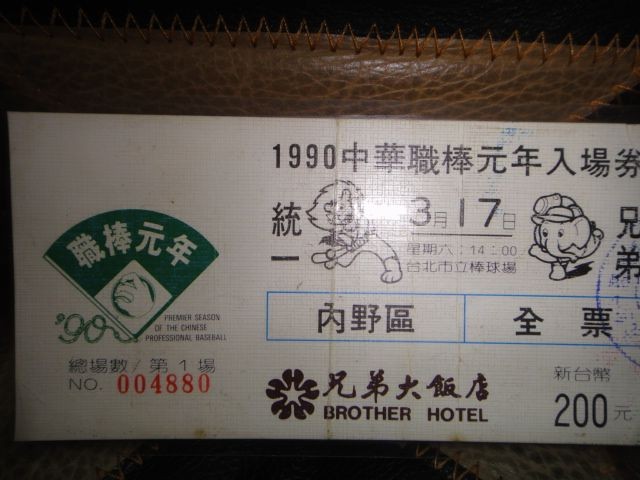 1990中華職棒元年入場券
職棒元年
'90
PREMIER SEASON
OF THE CHINESE
PROFESSIONAL BASEBALL
總場數/第1場
NO. 004880
統一
3月17日
星期六:14:00
台北市立棒球場
兄弟
內野區
全票
兄弟大飯店
BROTHER HOTEL
新台幣
200元